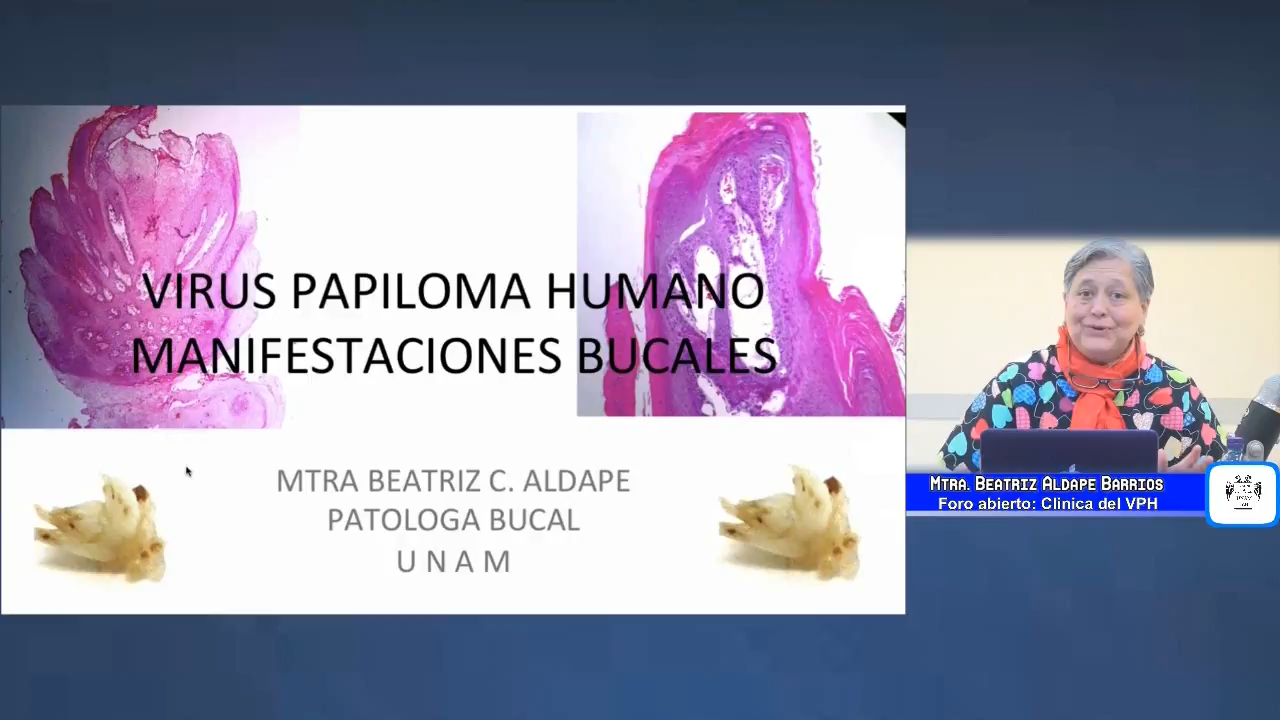 VIRUS PAPILOMA HUMANO
MANIFESTACIONES BUCALES
MTRA BEATRIZ C. ALDAPE
PATOLOGA BUCAL
U N A M
Mtra. Beatriz Aldape Barrios
Foro abierto: Clinica del VPH